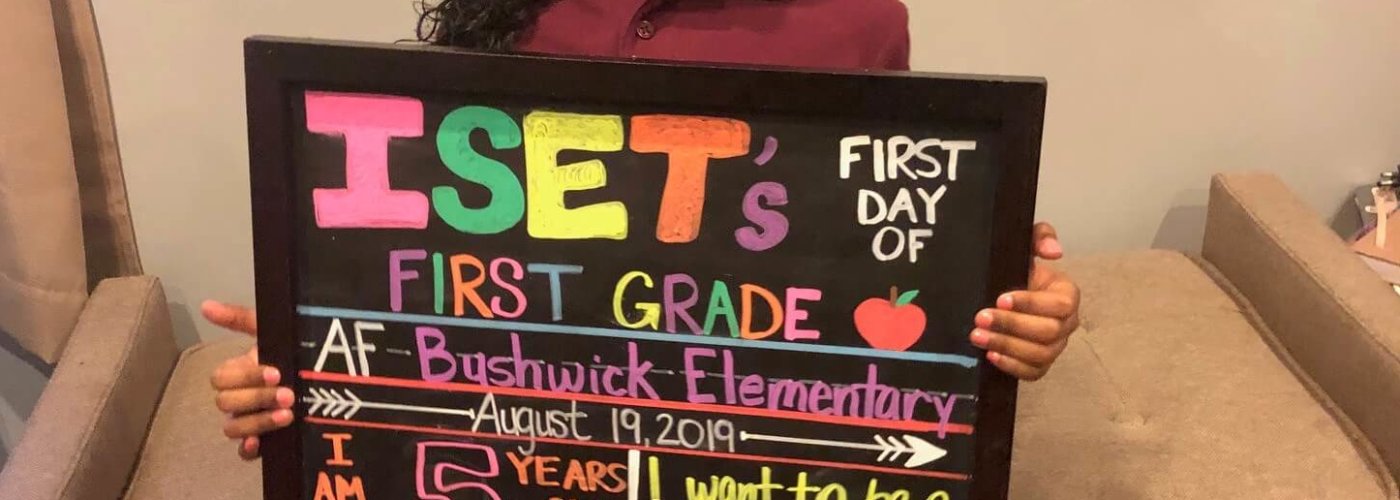 ISET's
FIRST
DAY
OF
FIRST GRADE
AF Bushwick Elementary
August 19, 2019
I
AM
5 YEARS
I want to be a